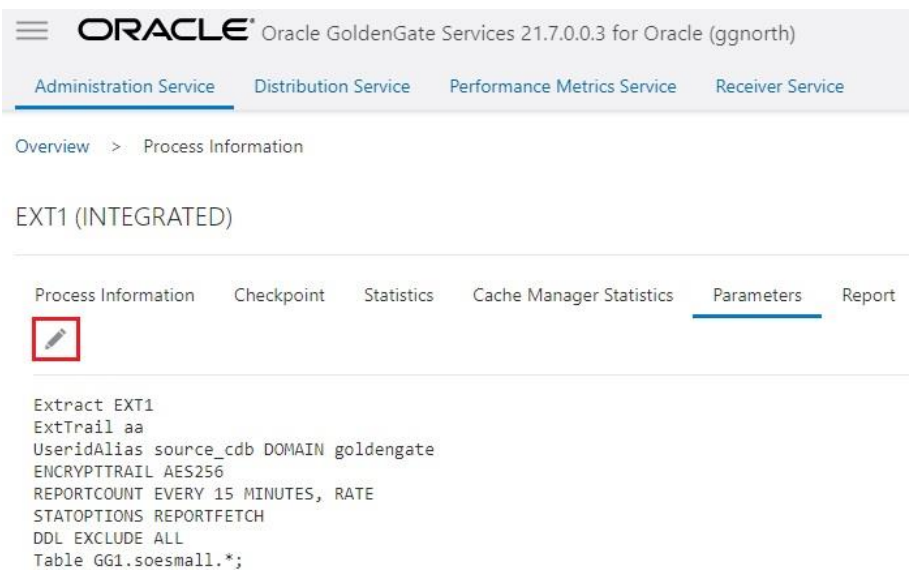 ORACLE Oracle GoldenGate Services 21.7.0.0.3 for Oracle (ggnorth)
Administration Service Distribution Service Performance Metrics Service Receiver Service
Overview > Process Information
EXT1 (INTEGRATED)
Process Information Checkpoint Statistics Cache Manager Statistics Parameters Report
Extract EXT1
ExtTrail aa
UseridAlias source_cdb DOMAIN goldengate
ENCRYPTTRAIL AES256
REPORTCOUNT EVERY 15 MINUTES, RATE
STATOPTIONS REPORTFETCH
DDL EXCLUDE ALL
Table GG1.soesmall.*;